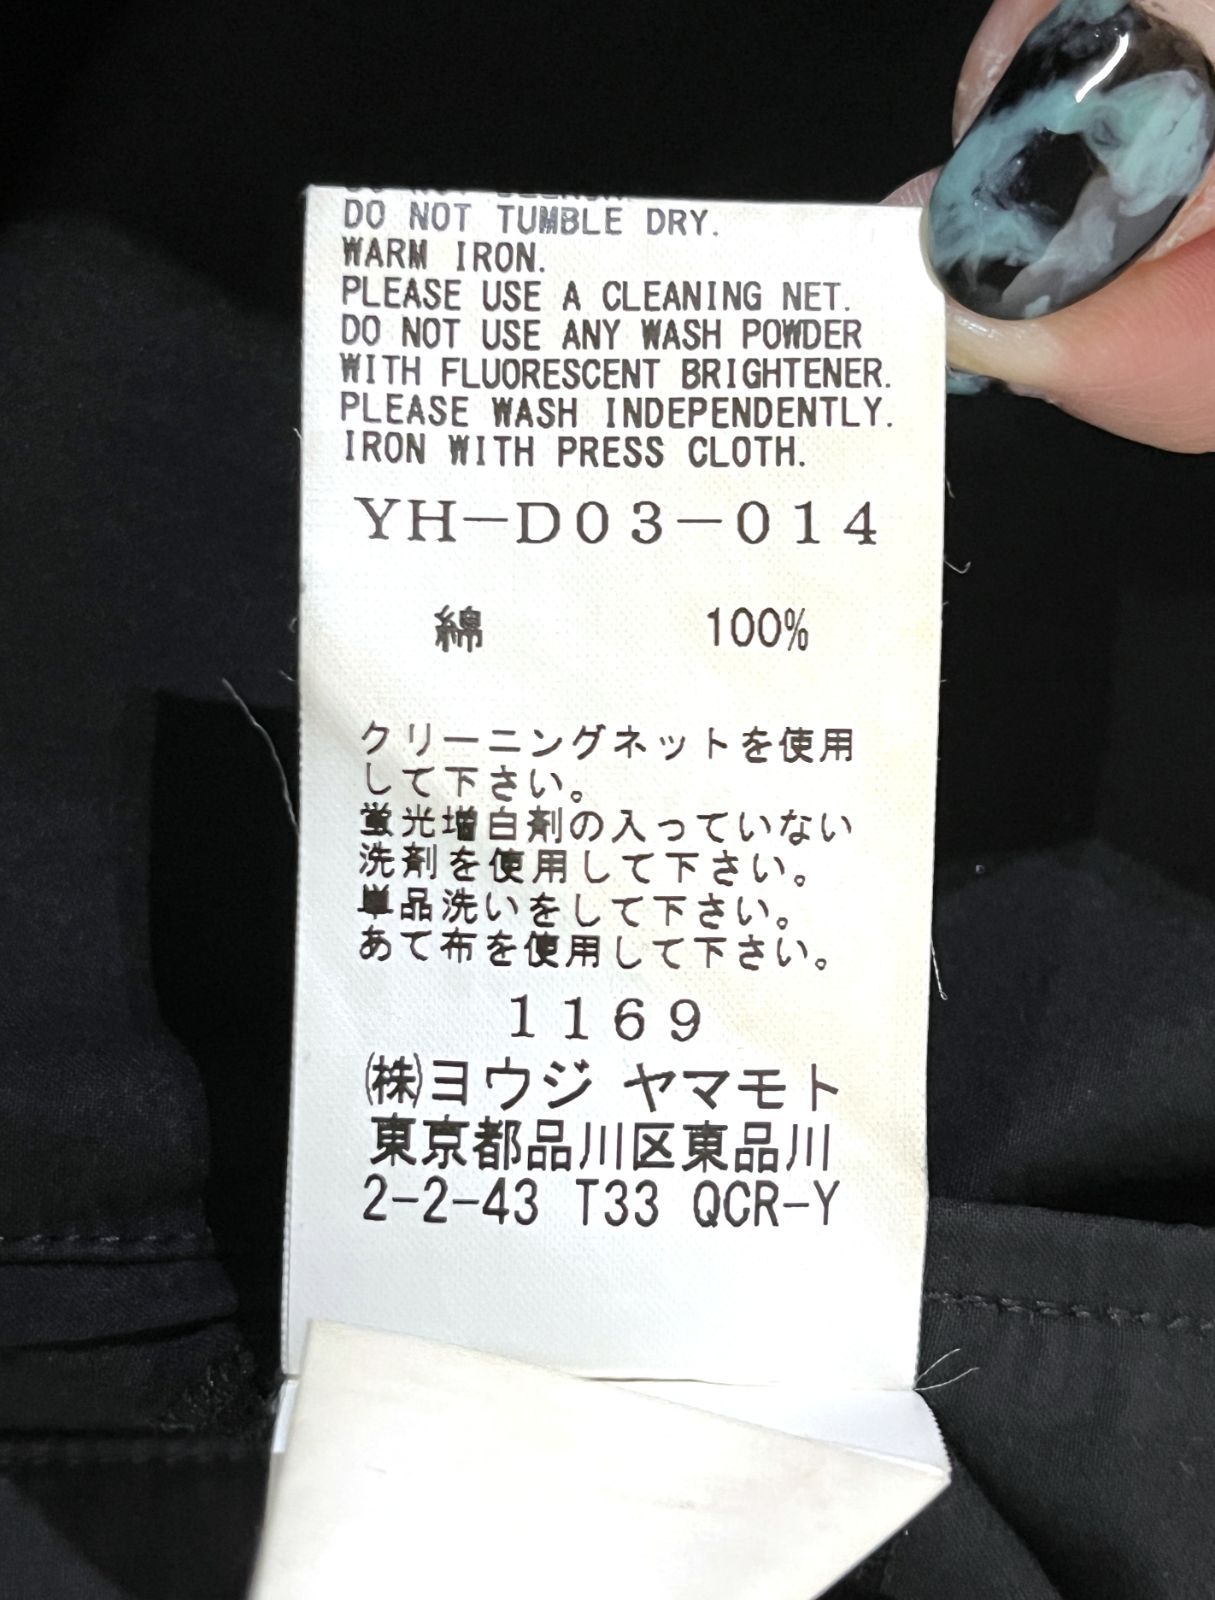 DO NOT TUMBLE DRY.
WARM IRON.
PLEASE USE A CLEANING NET.
DO NOT USE ANY WASH POWDER
WITH FLUORESCENT BRIGHTENER.
PLEASE WASH INDEPENDENTLY.
IRON WITH PRESS CLOTH.
YH-D03-014
綿 100%
クリーニングネットを使用
して下さい。
蛍光増白剤の入っていない
洗剤を使用して下さい。
単品洗いをして下さい。
あて布を使用して下さい。
1169
㈱ヨウジ ヤマモト
東京都品川区東品川
2-2-43 T33 QCR-Y